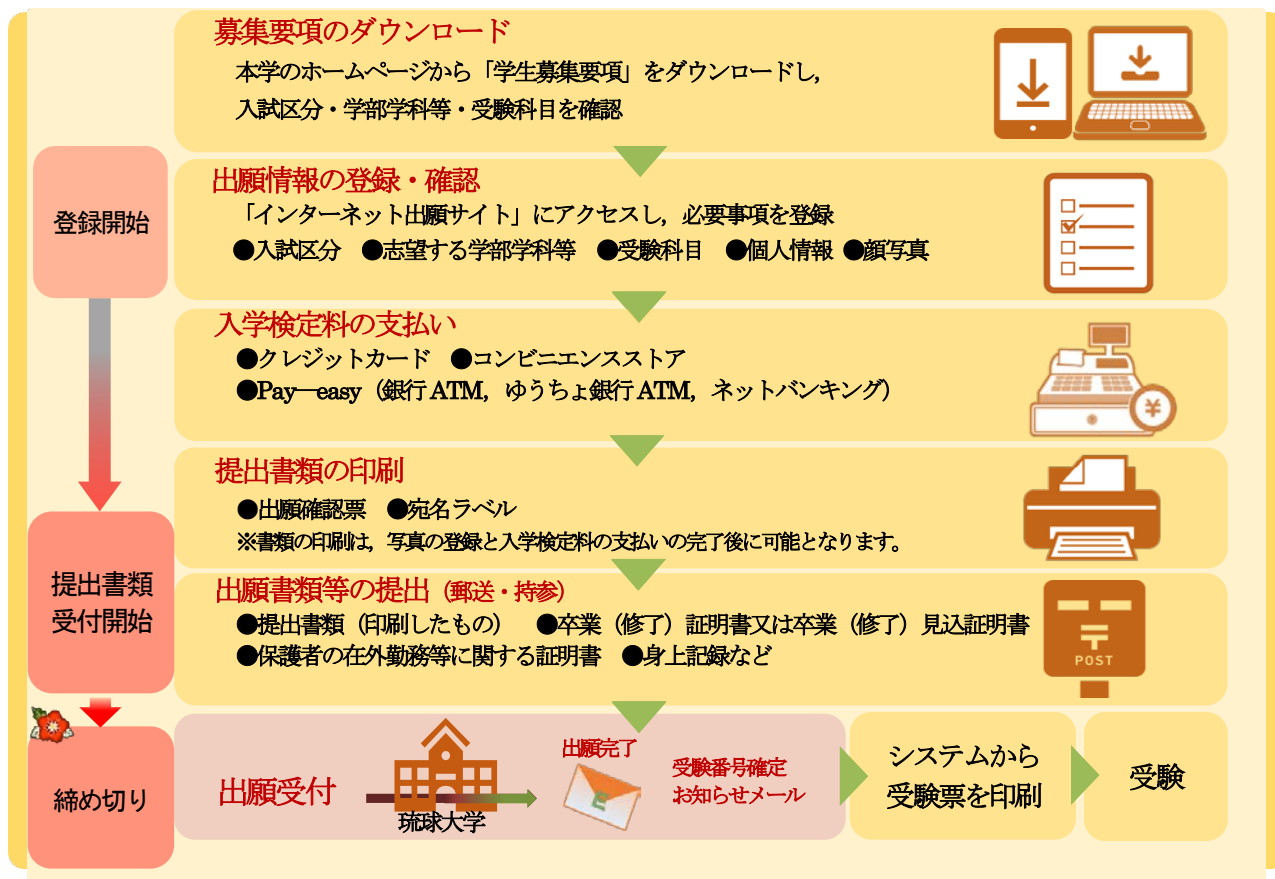 募集要項のダウンロード
本学のホームページから「学生募集要項」をダウンロードし，
入試区分・学部学科等・受験科目を確認
登録開始
出願情報の登録・確認
「インターネット出願サイト」にアクセスし，必要事項を登録
●入試区分　●志望する学部学科等　●受験科目　●個人情報 ●顔写真
入学検定料の支払い
●クレジットカード　●コンビニエンスストア
●Pay―easy（銀行 ATM，ゆうちょ銀行 ATM，ネットバンキング）
¥
提出書類の印刷
●出願確認票　●宛名ラベル
※書類の印刷は，写真の登録と入学検定料の支払いの完了後に可能となります。
提出書類
受付開始
出願書類等の提出（郵送・持参）
●提出書類（印刷したもの）　●卒業（修了）証明書又は卒業（修了）見込証明書
●保護者の在外勤務等に関する証明書　●身上記録など
〒
POST
締め切り
出願受付
琉球大学
出願完了
E
受験番号確定
お知らせメール
システムから
受験票を印刷
受験